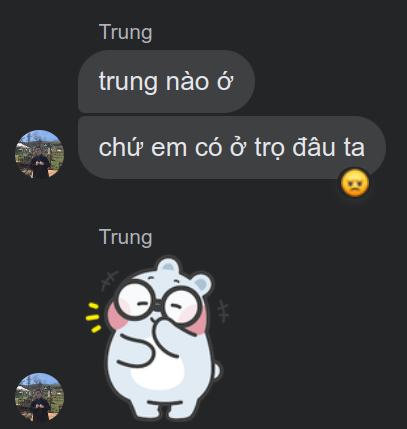 Trung
trung nào ớ
chứ em có ở trọ đâu ta
Trung